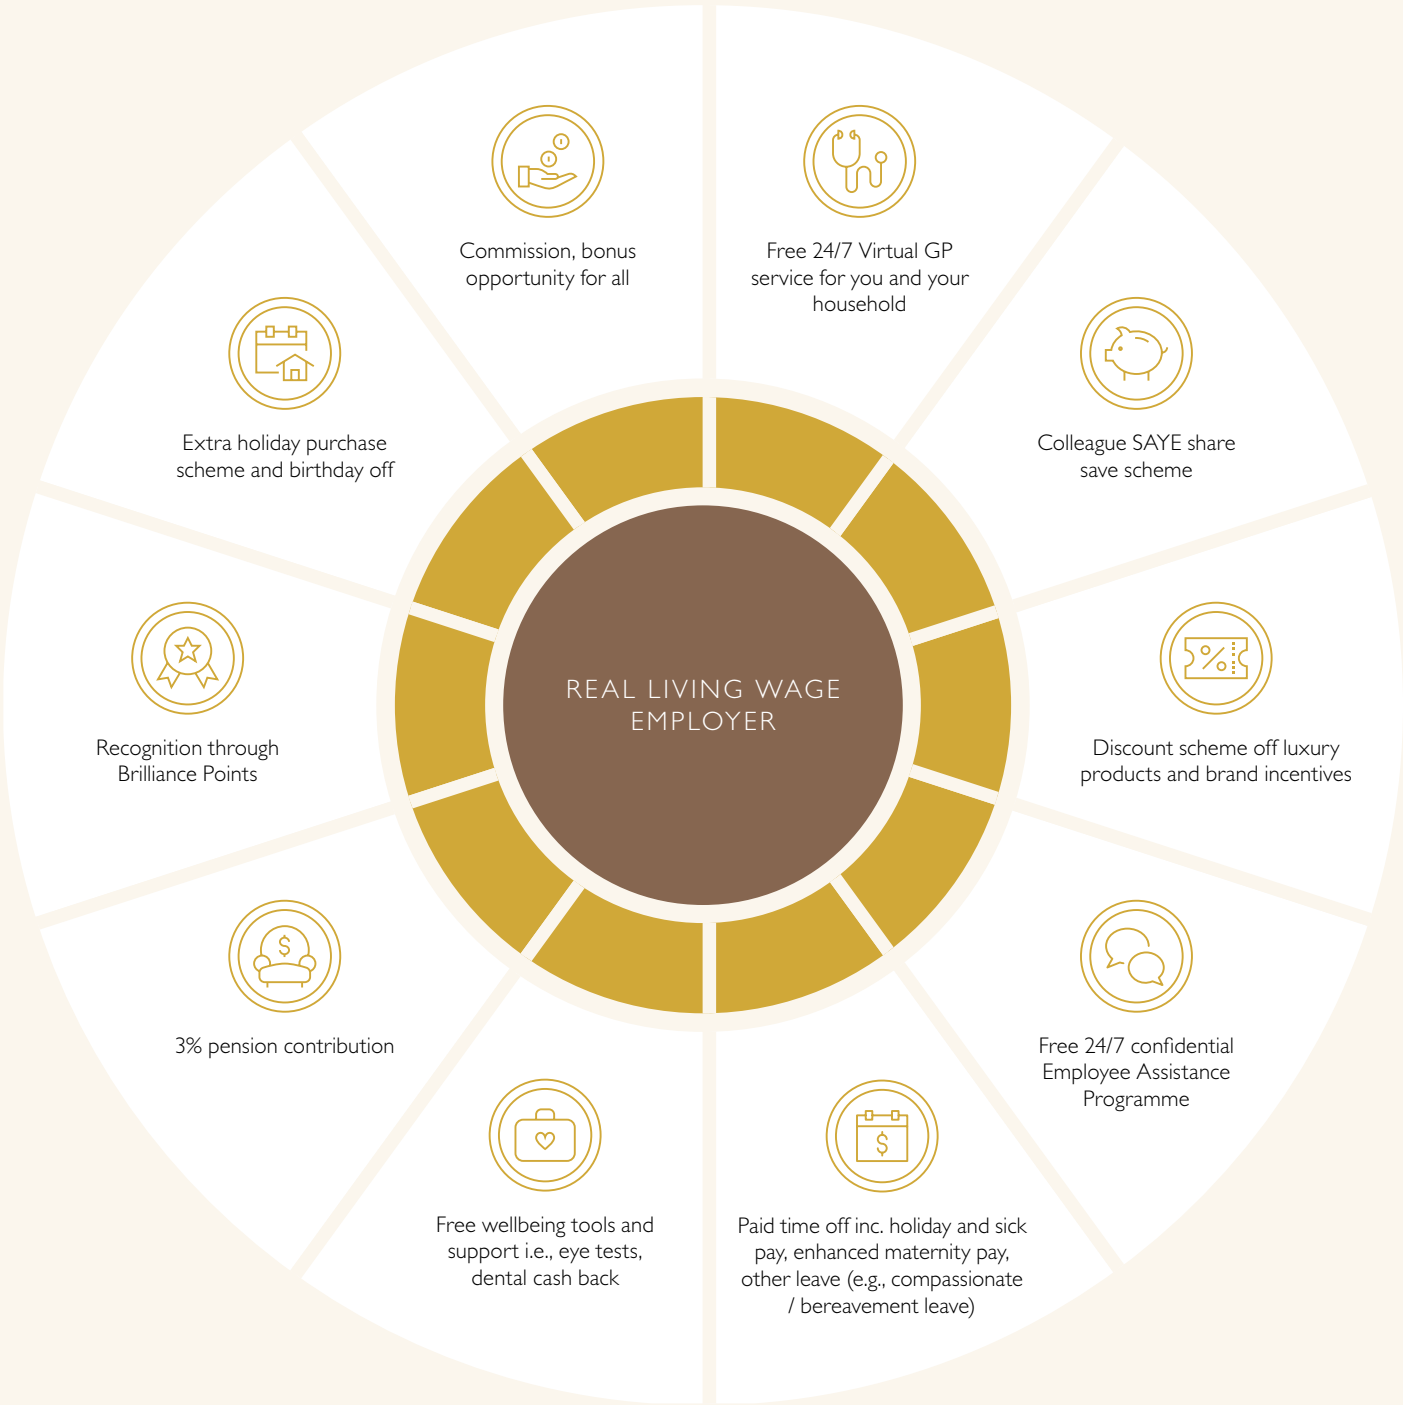 Commission, bonus
opportunity for all
Free 24/7 Virtual GP
service for you and your
household
Extra holiday purchase
scheme and birthday off
Colleague SAYE share
save scheme
Recognition through
Brilliance Points
REAL LIVING WAGE
EMPLOYER
Discount scheme off luxury
products and brand incentives
3% pension contribution
Free 24/7 confidential
Employee Assistance
Programme
Free wellbeing tools and
support i.e., eye tests,
dental cash back
Paid time off inc. holiday and sick
pay, enhanced maternity pay,
other leave (e.g., compassionate
/ bereavement leave)